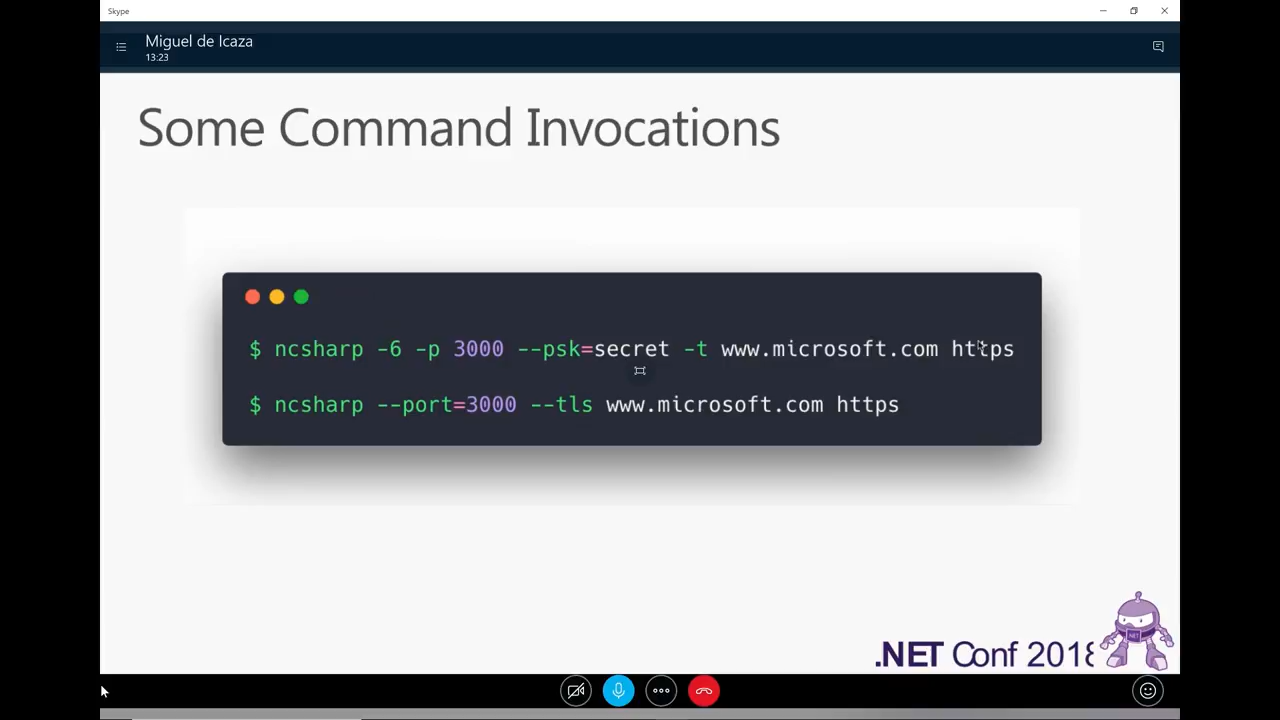 Skype
Miguel de Icaza
13:23
Some Command Invocations
$ ncsharp -6 -p 3000 --psk=secret -t www.microsoft.com https
$ ncsharp --port=3000 --tls www.microsoft.com https
.NET Conf 2018
.NET